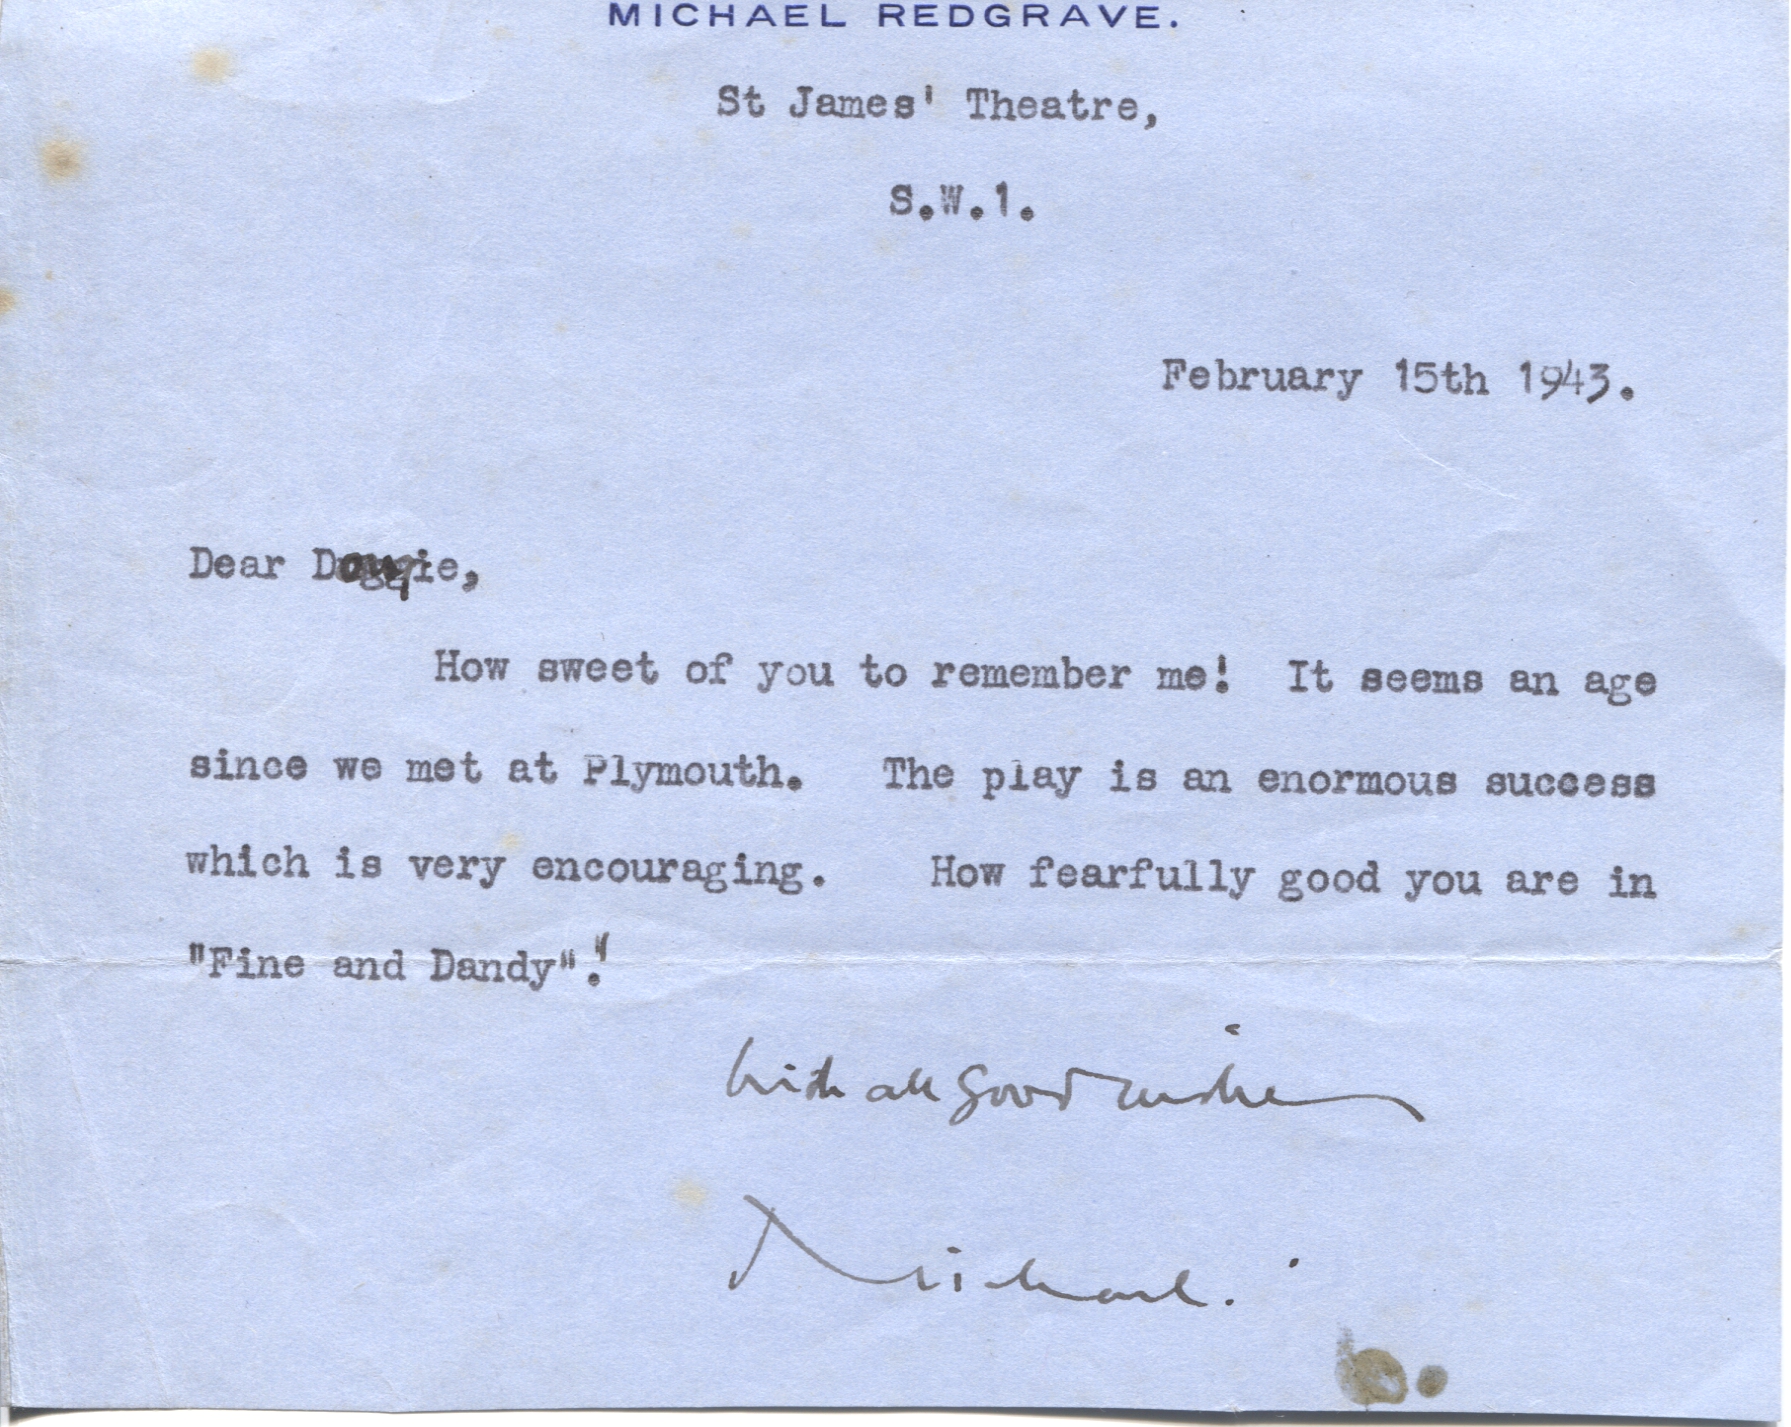 MICHAEL REDGRAVE.
St James' Theatre,
S.W.1.
February 15th 1943.
Dear Dougie,
How sweet of you to remember me! It seems an age
since we met at Plymouth. The play is an enormous success
which is very encouraging. How fearfully good you are in
"Fine and Dandy"!
With all good wishes
Michael.